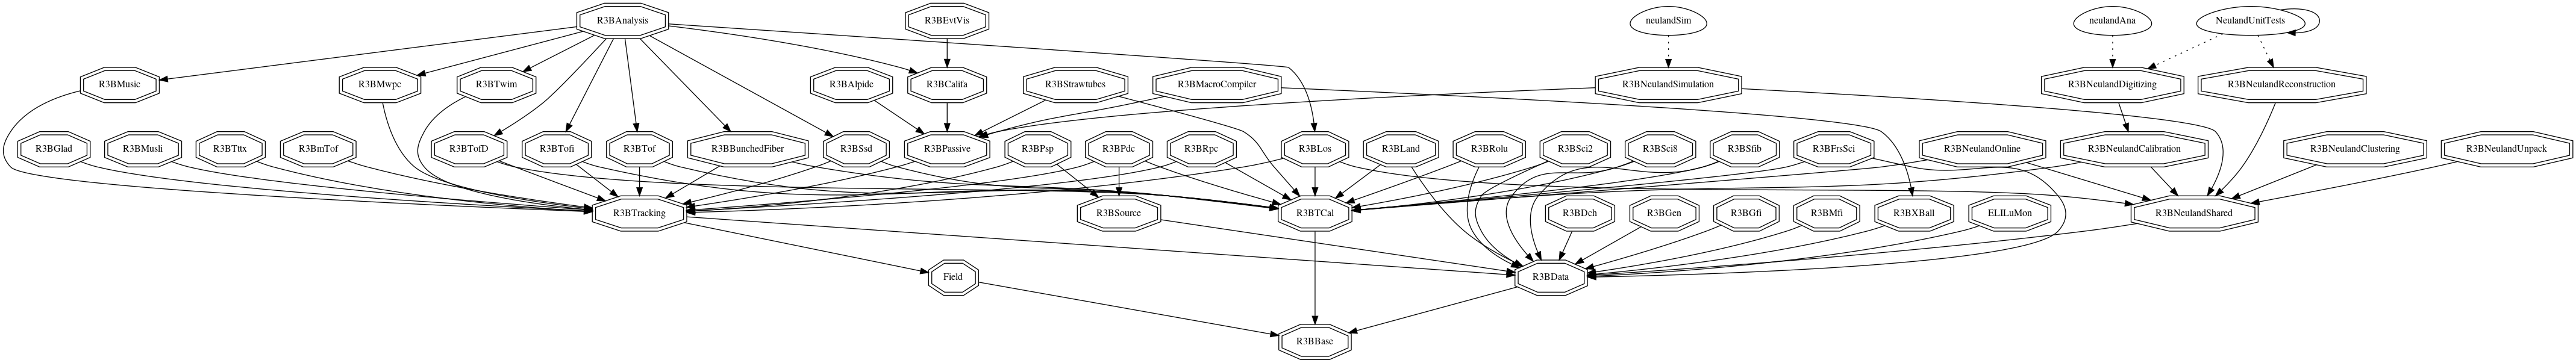 R3BAnalysis
R3BEvtVis
neulandSim
neulandAna
NeulandUnitTests
R3BMusic
R3BMwpc
R3BTwim
R3BAlpide
R3BCalifa
R3BStrawtubes
R3BMacroCompiler
R3BNeulandSimulation
R3BNeulandDigitizing
R3BNeulandReconstruction
R3BGlad
R3BMusli
R3BTttx
R3BmTof
R3BTofD
R3BTofi
R3BTof
R3BBunchedFiber
R3BSsd
R3BPassive
R3BPsp
R3BPdc
R3BRpc
R3BLos
R3BLand
R3BRolu
R3BSci2
R3BSci8
R3BSfib
R3BFrsSci
R3BNeulandOnline
R3BNeulandCalibration
R3BNeulandClustering
R3BNeulandUnpack
R3BTracking
R3BSource
R3BTCal
R3BDch
R3BGen
R3BGfi
R3BMfi
R3BXBall
ELILuMon
R3BNeulandShared
Field
R3BData
R3BBase